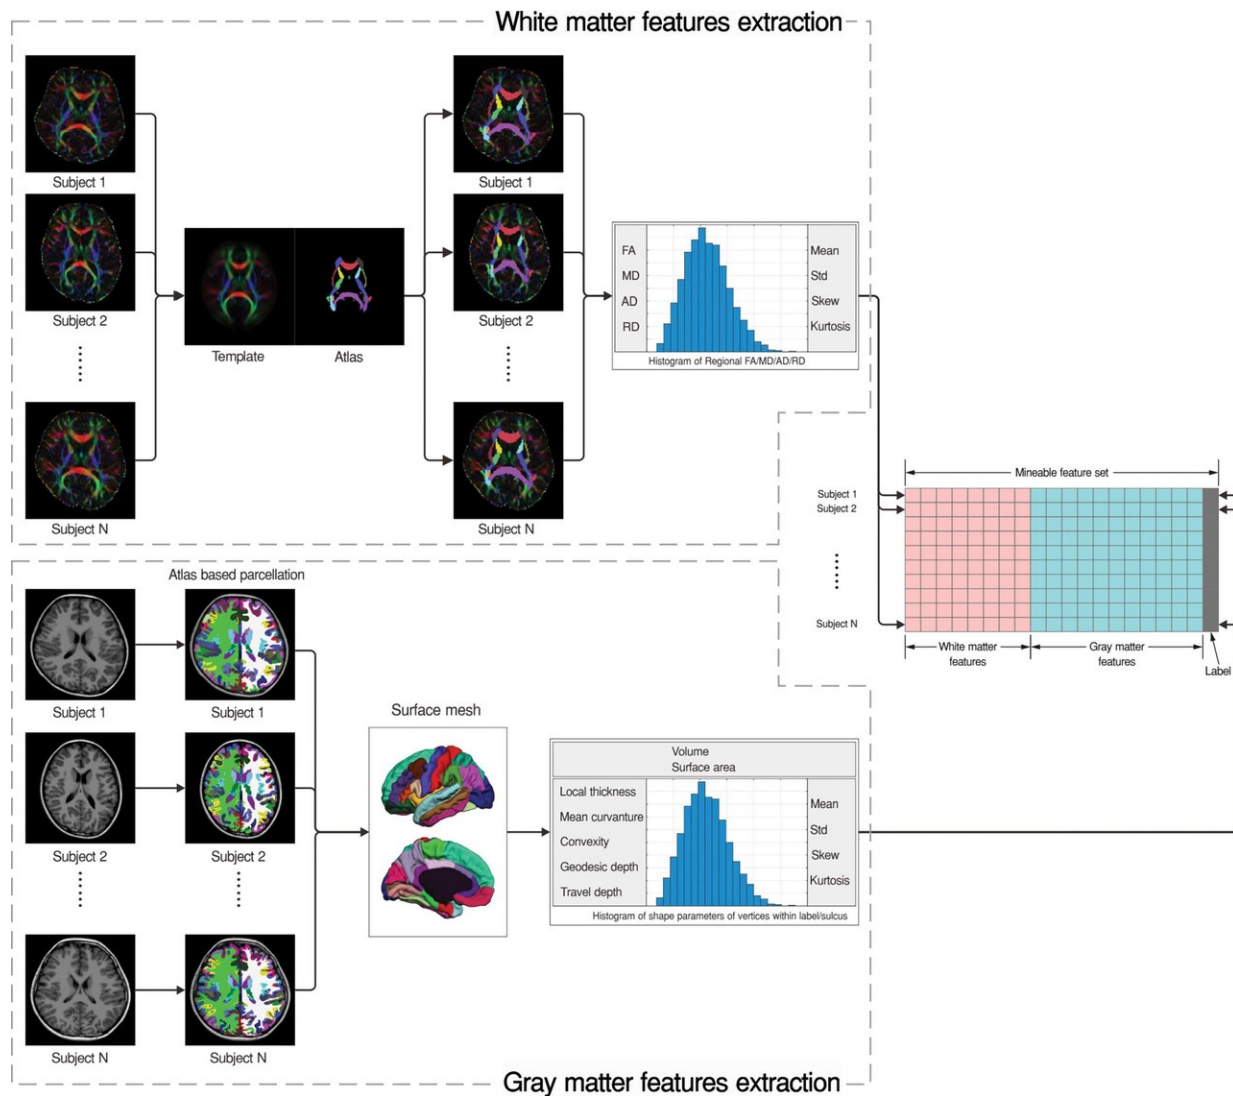 White matter features extraction
Subject 1
Subject 2
Subject N
Template
Atlas
Subject 1
Subject 2
Subject N
FA
MD
AD
RD
Mean
Std
Skew
Kurtosis
Histogram of Regional FA/MD/AD/RD
Mineable feature set
Subject 1
Subject 2
Subject N
White matter
features
Gray matter
features
Label
Atlas based parcellation
Subject 1
Subject 1
Subject 2
Subject 2
Subject N
Subject N
Surface mesh
Volume
Surface area
Local thickness
Mean curvanture
Convexity
Geodesic depth
Travel depth
Mean
Std
Skew
Kurtosis
Histogram of shape parameters of vertices within label/sulcus
Gray matter features extraction